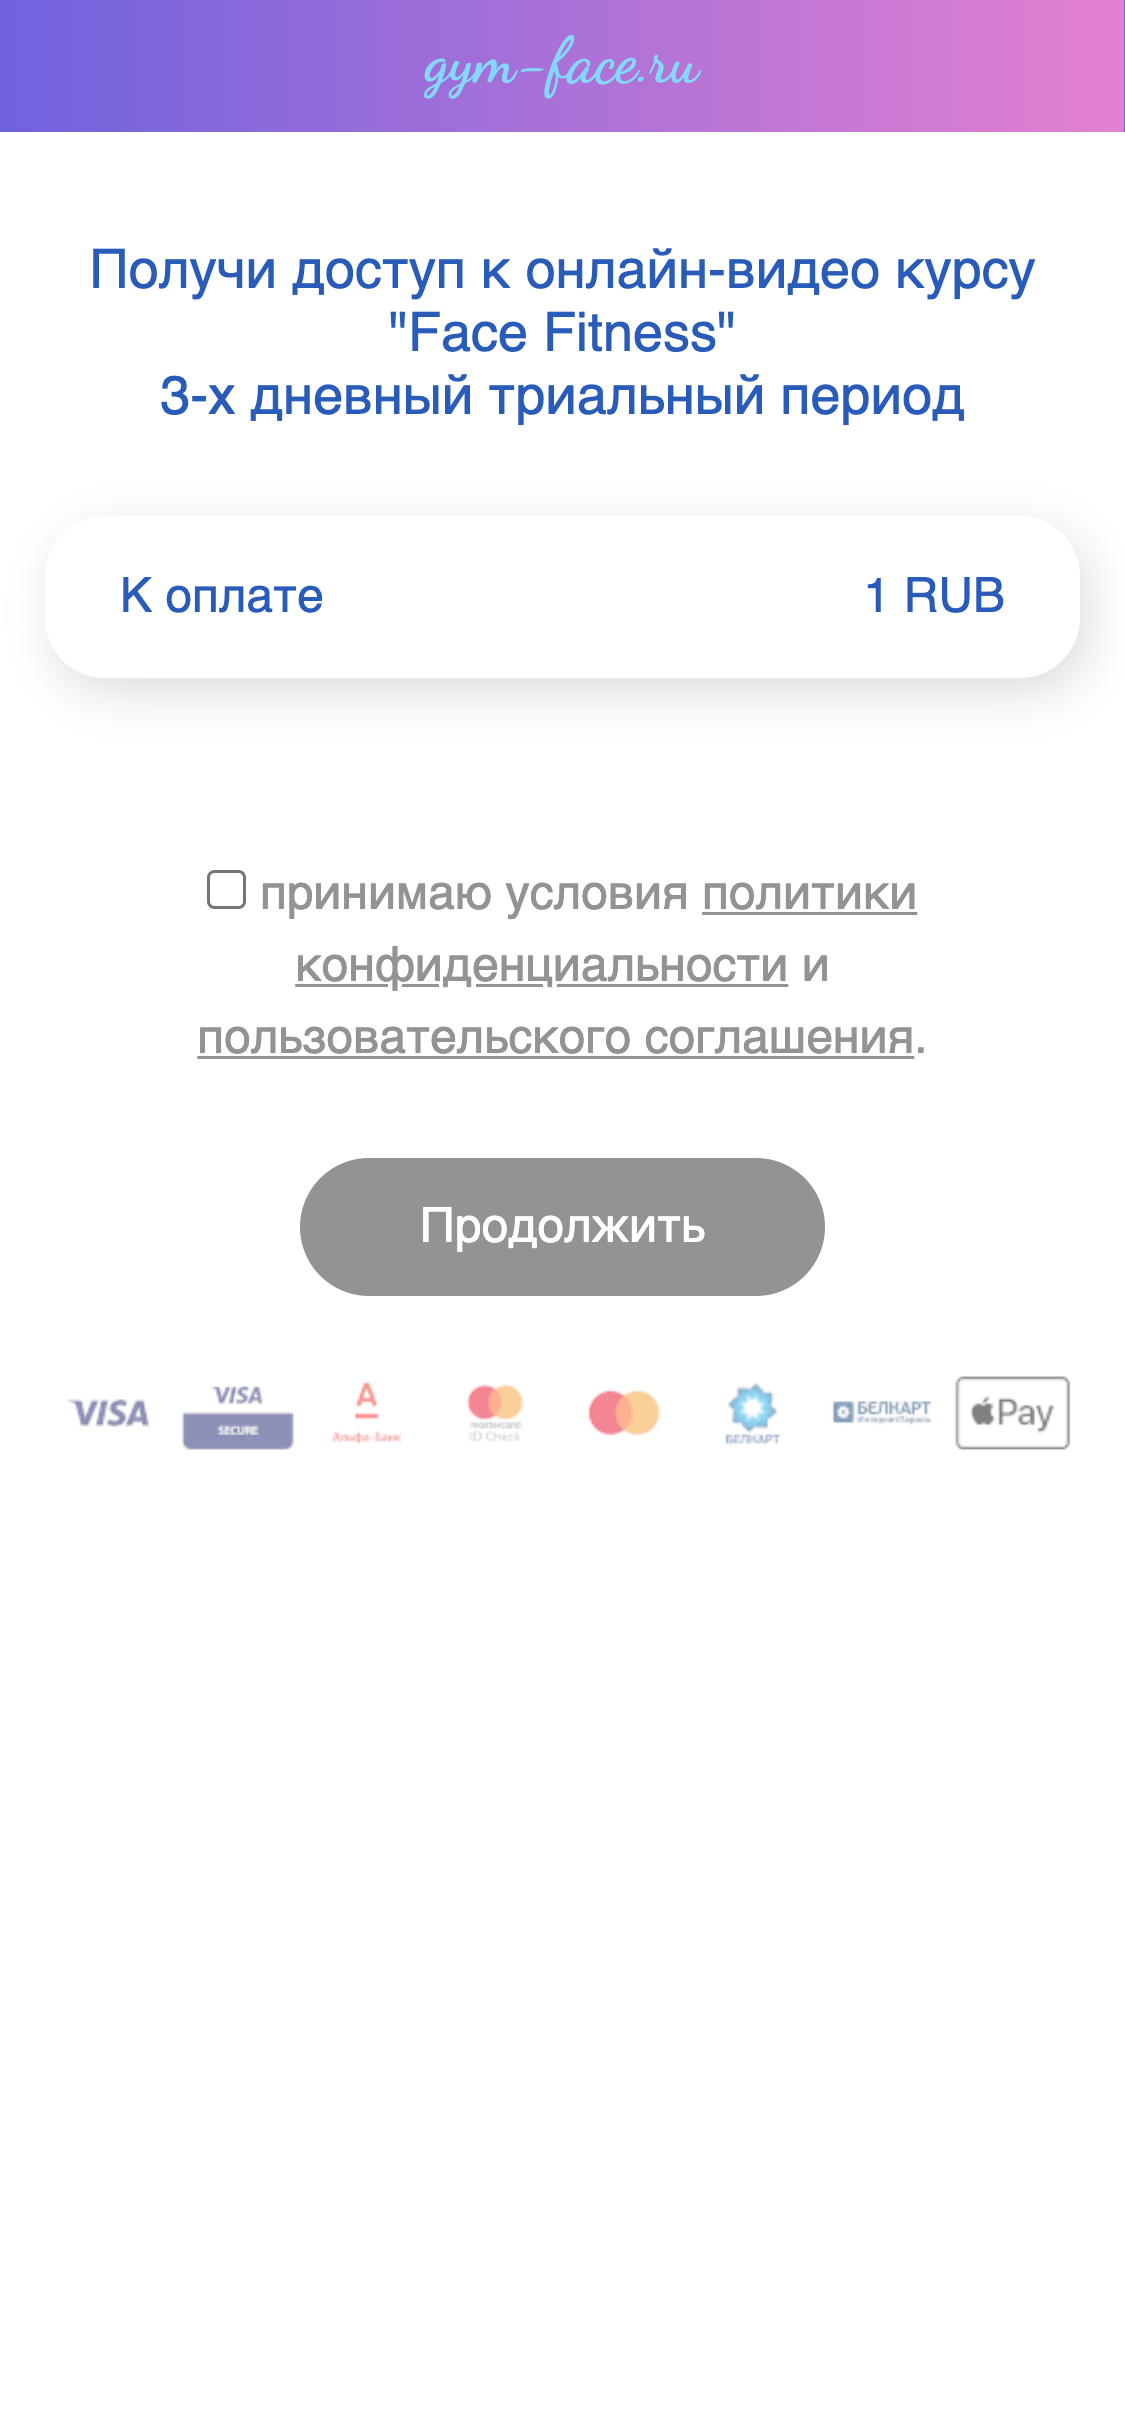 gym-face.ru
Получи доступ к онлайн-видео курсу
"Face Fitness"
3-х дневный триальный период
К оплате 1 RUB
принимаю условия политики
конфиденциальности и
пользовательского соглашения.
Продолжить
VISA
VISA
SECURE
А
Альфа-Банк
mastercard
ID Check
БЕЛКАРТ
БЕЛКАРТ
ИнтернетПароль
Pay